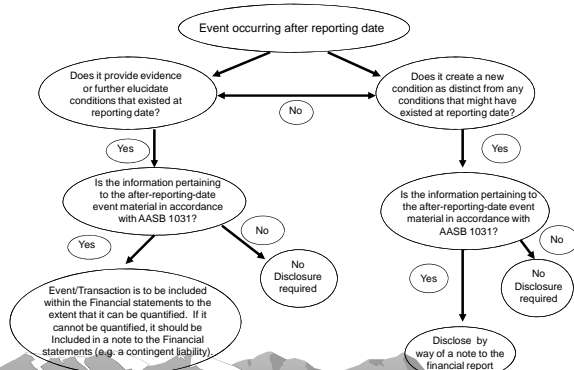 Event occurring after reporting date
Does it provide evidence
or further elucidate
conditions that existed at
reporting date?
Does it create a new
condition as distinct from any
conditions that might have
existed at reporting date?
No
Yes
Yes
Is the information pertaining
to the after-reporting-date
event material in accordance
with AASB 1031?
Is the information pertaining to
the after-reporting-date event
material in accordance with
AASB 1031?
Yes
No
No
Disclosure
required
Yes
No
No
Disclosure
required
Event/Transaction is to be included
within the Financial statements to the
extent that it can be quantified. If it
cannot be quantified, it should be
Included in a note to the Financial
statements (e.g. a contingent liability).
Disclose by
way of a note to the
financial report